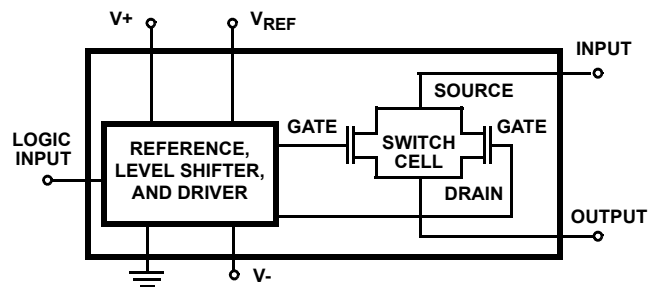 V+
VREF
INPUT
SOURCE
LOGIC
INPUT
GATE
GATE
REFERENCE,
LEVEL SHIFTER,
AND DRIVER
SWITCH
CELL
DRAIN
OUTPUT
V-